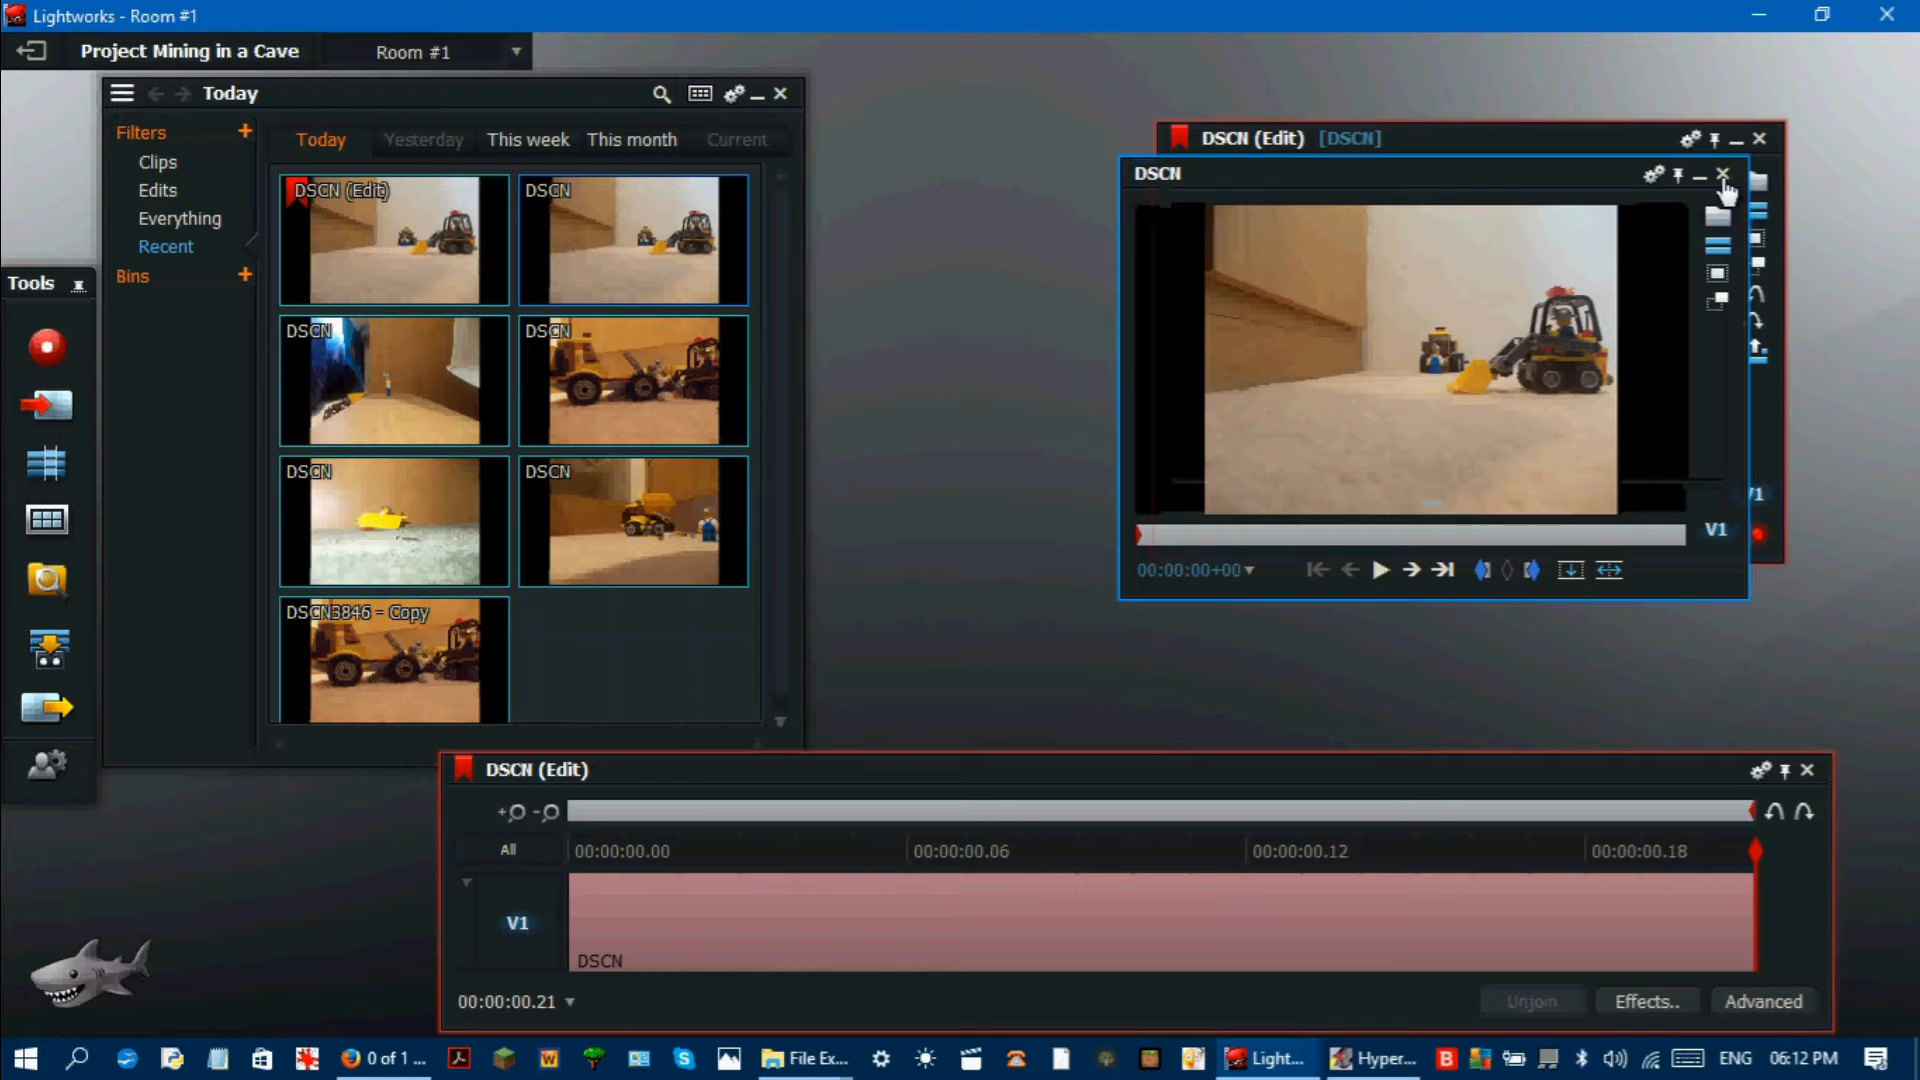 Lightworks - Room #1
Project Mining in a Cave
Room #1
Today
Filters
Clips
Edits
Everything
Recent
Bins
Today
Yesterday
This week
This month
Current
DSCN (Edit)
DSCN
DSCN
DSCN
DSCN
DSCN
DSCN3846 - Copy
Tools
DSCN (Edit) [DSCN]
V1
DSCN
V1
00:00:00+00
DSCN (Edit)
All
00:00:00.00
00:00:00.06
00:00:00.12
00:00:00.18
V1
DSCN
00:00:00.21
Unjoin
Effects..
Advanced
0 of 1 ...
File Ex...
Light...
Hyper...
ENG
06:12 PM